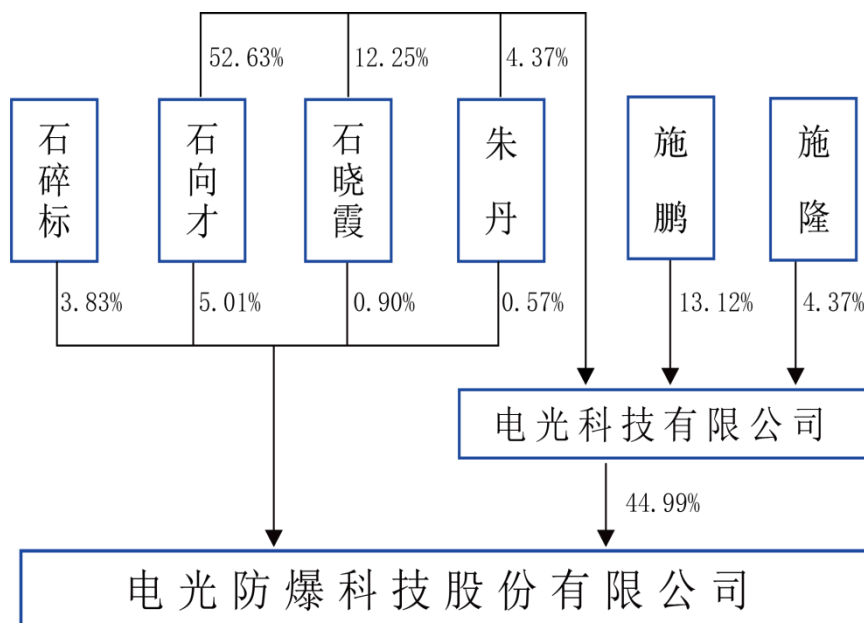 52.63%
12.25%
4.37%
石碎标
石向才
石晓霞
朱丹
施鹏
施隆
3.83%
5.01%
0.90%
0.57%
13.12%
4.37%
电光科技有限公司
44.99%
电光防爆科技股份有限公司